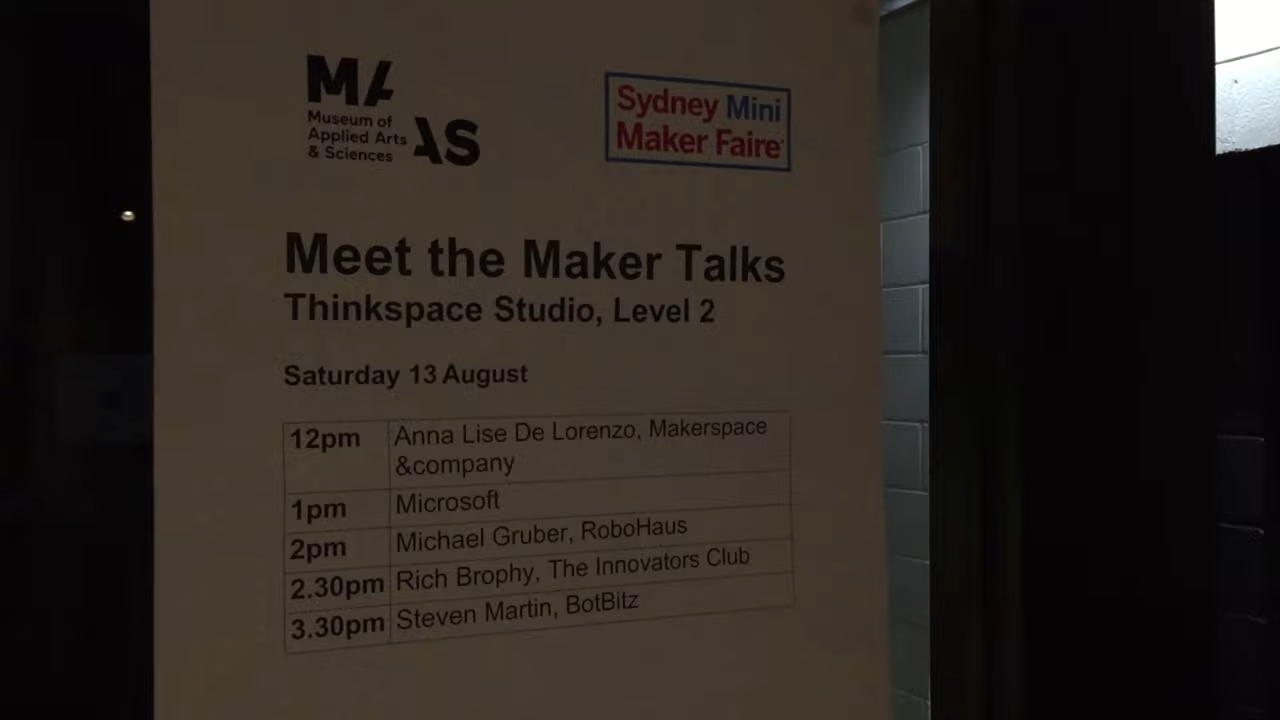 MAAS
Museum of
Applied Arts
& Sciences
Sydney Mini
Maker Faire
Meet the Maker Talks
Thinkspace Studio, Level 2
Saturday 13 August
12pm Anna Lise De Lorenzo, Makerspace
&company
1pm Microsoft
2pm Michael Gruber, RoboHaus
2.30pm Rich Brophy, The Innovators Club
3.30pm Steven Martin, BotBitz